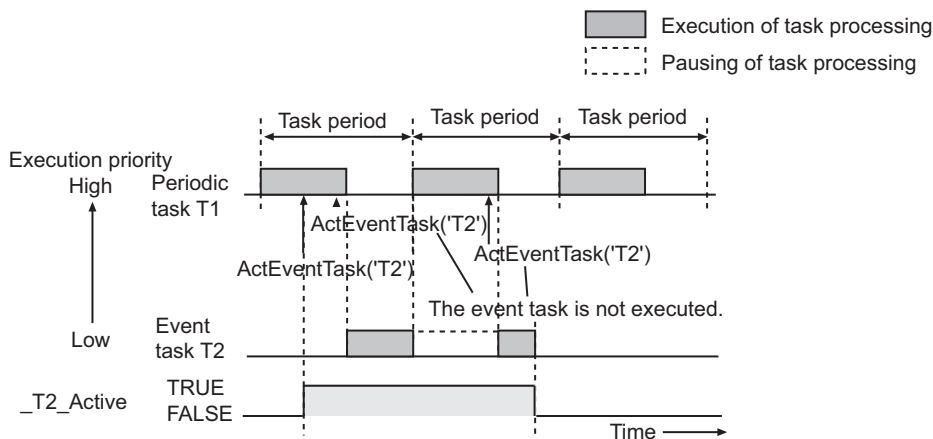 Execution of task processing
Pausing of task processing
Task period
Task period
Task period
Execution priority
High
Periodic
task T1
ActEventTask('T2')
ActEventTask('T2')
ActEventTask('T2')
The event task is not executed.
Low
Event
task T2
_T2_Active
TRUE
FALSE
Time